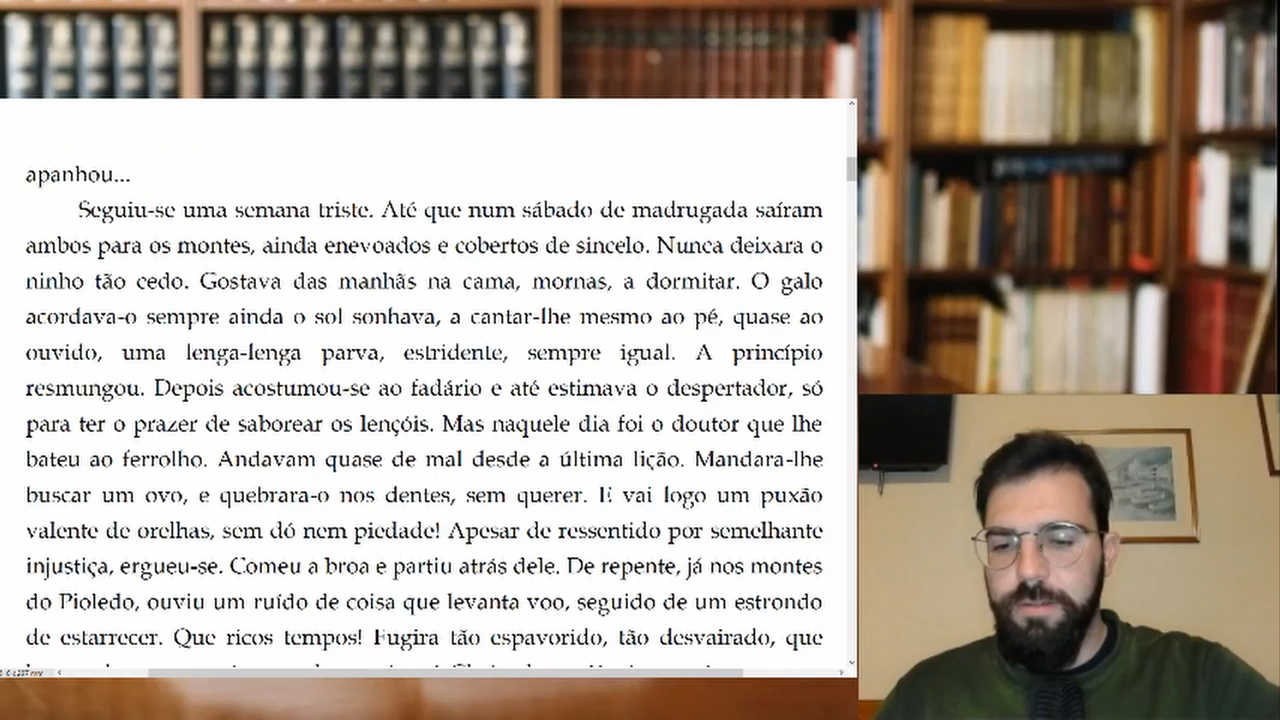 apanhou...
Seguiu-se uma semana triste. Até que num sábado de madrugada saíram
ambos para os montes, ainda enevoados e cobertos de sincelo. Nunca deixara o
ninho tão cedo. Gostava das manhãs na cama, mornas, a dormitar. O galo
acordava-o sempre ainda o sol sonhava, a cantar-lhe mesmo ao pé, quase ao
ouvido, uma lenga-lenga parva, estridente, sempre igual. A princípio
resmungou. Depois acostumou-se ao fadário e até estimava o despertador, só
para ter o prazer de saborear os lençóis. Mas naquele dia foi o doutor que lhe
bateu ao ferrolho. Andavam quase de mal desde a última lição. Mandara-lhe
buscar um ovo, e quebrara-o nos dentes, sem querer. E vai logo um puxão
valente de orelhas, sem dó nem piedade! Apesar de ressentido por semelhante
injustiça, ergueu-se. Comeu a broa e partiu atrás dele. De repente, já nos montes
do Pioledo, ouviu um ruído de coisa que levanta voo, seguido de um estrondo
de estarrecer. Que ricos tempos! Fugira tão espavorido, tão desvairado, que